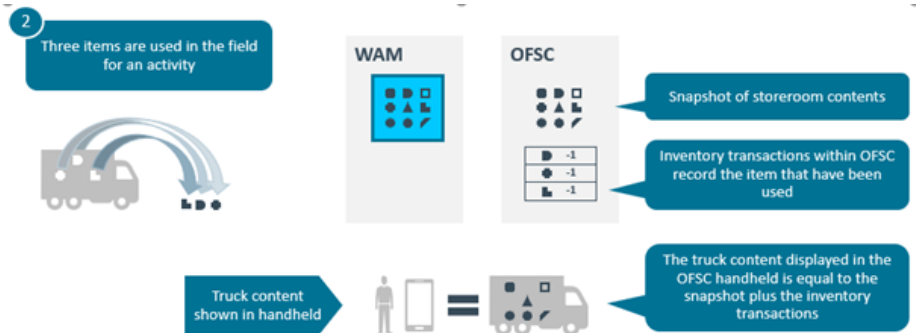 2
Three items are used in the field
for an activity
WAM
OFSC
Snapshot of storeroom contents
-1
-1
-1
Inventory transactions within OFSC
record the item that have been
used
Truck content
shown in handheld
=
The truck content displayed in the
OFSC handheld is equal to the
snapshot plus the inventory
transactions